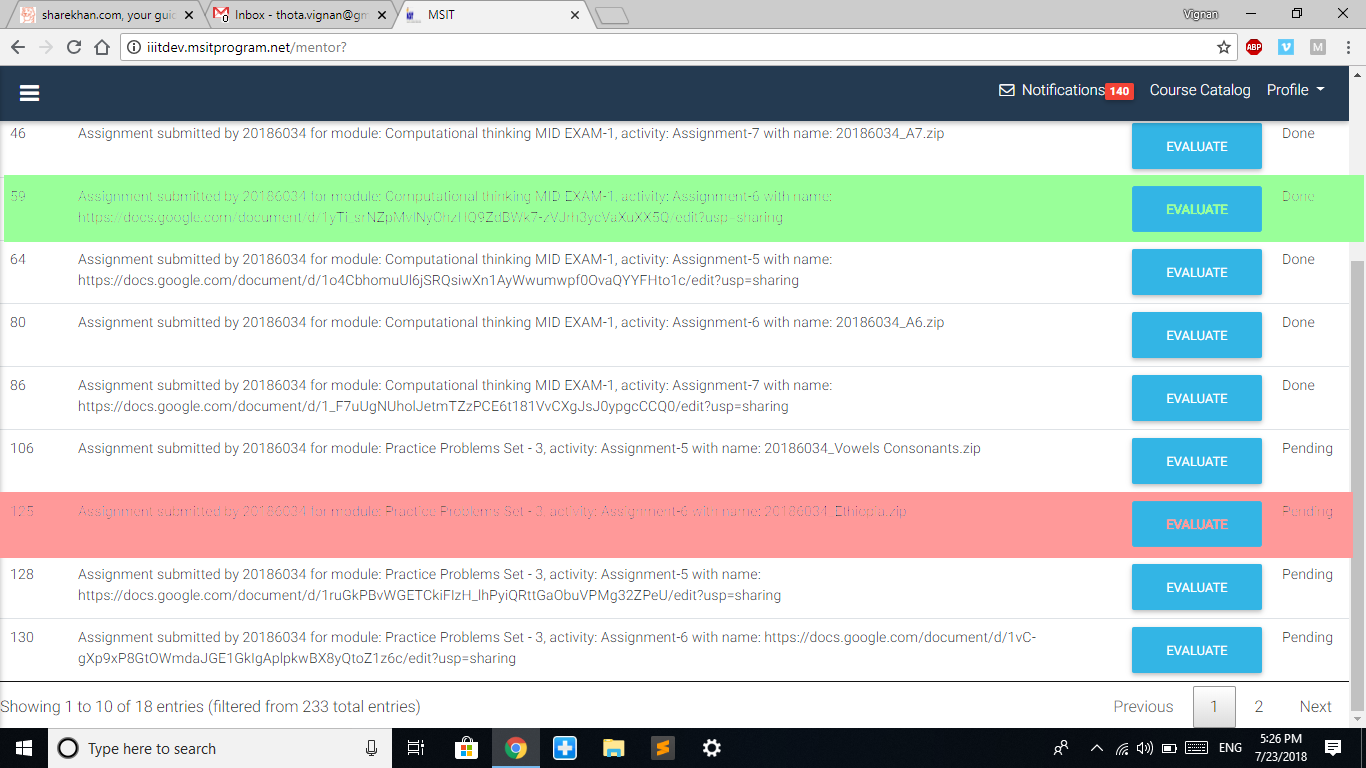 sharekhan.com, your guid
Inbox - thota.vignan@gm
MSIT
Vignan
iiitdev.msitprogram.net/mentor?
ABP
M
Notifications 140 Course Catalog Profile
46 Assignment submitted by 20186034 for module: Computational thinking MID EXAM-1, activity: Assignment-7 with name: 20186034_A7.zip EVALUATE Done
59 Assignment submitted by 20186034 for module: Computational thinking MID EXAM-1, activity: Assignment-6 with name: EVALUATE Done
64 Assignment submitted by 20186034 for module: Computational thinking MID EXAM-1, activity: Assignment-5 with name: EVALUATE Done
https://docs.google.com/document/d/1o4CbhomuUl6jSRQsiwXn1AyWwumwpf0OvaQYYFHto1c/edit?usp=sharing
80 Assignment submitted by 20186034 for module: Computational thinking MID EXAM-1, activity: Assignment-6 with name: 20186034_A6.zip EVALUATE Done
86 Assignment submitted by 20186034 for module: Computational thinking MID EXAM-1, activity: Assignment-7 with name: EVALUATE Done
https://docs.google.com/document/d/1_F7uUgNUholJetmTZzPCE6t181VvCXgJsJ0ypgcCCQ0/edit?usp=sharing
106 Assignment submitted by 20186034 for module: Practice Problems Set - 3, activity: Assignment-5 with name: 20186034_Vowels Consonants.zip EVALUATE Pending
125 Assignment submitted by 20186034 for module: Practice Problems Set - 3, activity: Assignment-6 with name: 20186034_Ethiopia.zip EVALUATE Pending
128 Assignment submitted by 20186034 for module: Practice Problems Set - 3, activity: Assignment-5 with name: EVALUATE Pending
https://docs.google.com/document/d/1ruGkPBvWGETCkiFIzH_lhPyiQRttGaObuVPMg32ZPeU/edit?usp=sharing
130 Assignment submitted by 20186034 for module: Practice Problems Set - 3, activity: Assignment-6 with name: https://docs.google.com/document/d/1vC- EVALUATE Pending
gXp9xP8GtOWmdaJGE1GkIgAplpkwBX8yQtoZ1z6c/edit?usp=sharing
Showing 1 to 10 of 18 entries (filtered from 233 total entries) Previous 1 2 Next
Type here to search
ENG
5:26 PM
7/23/2018